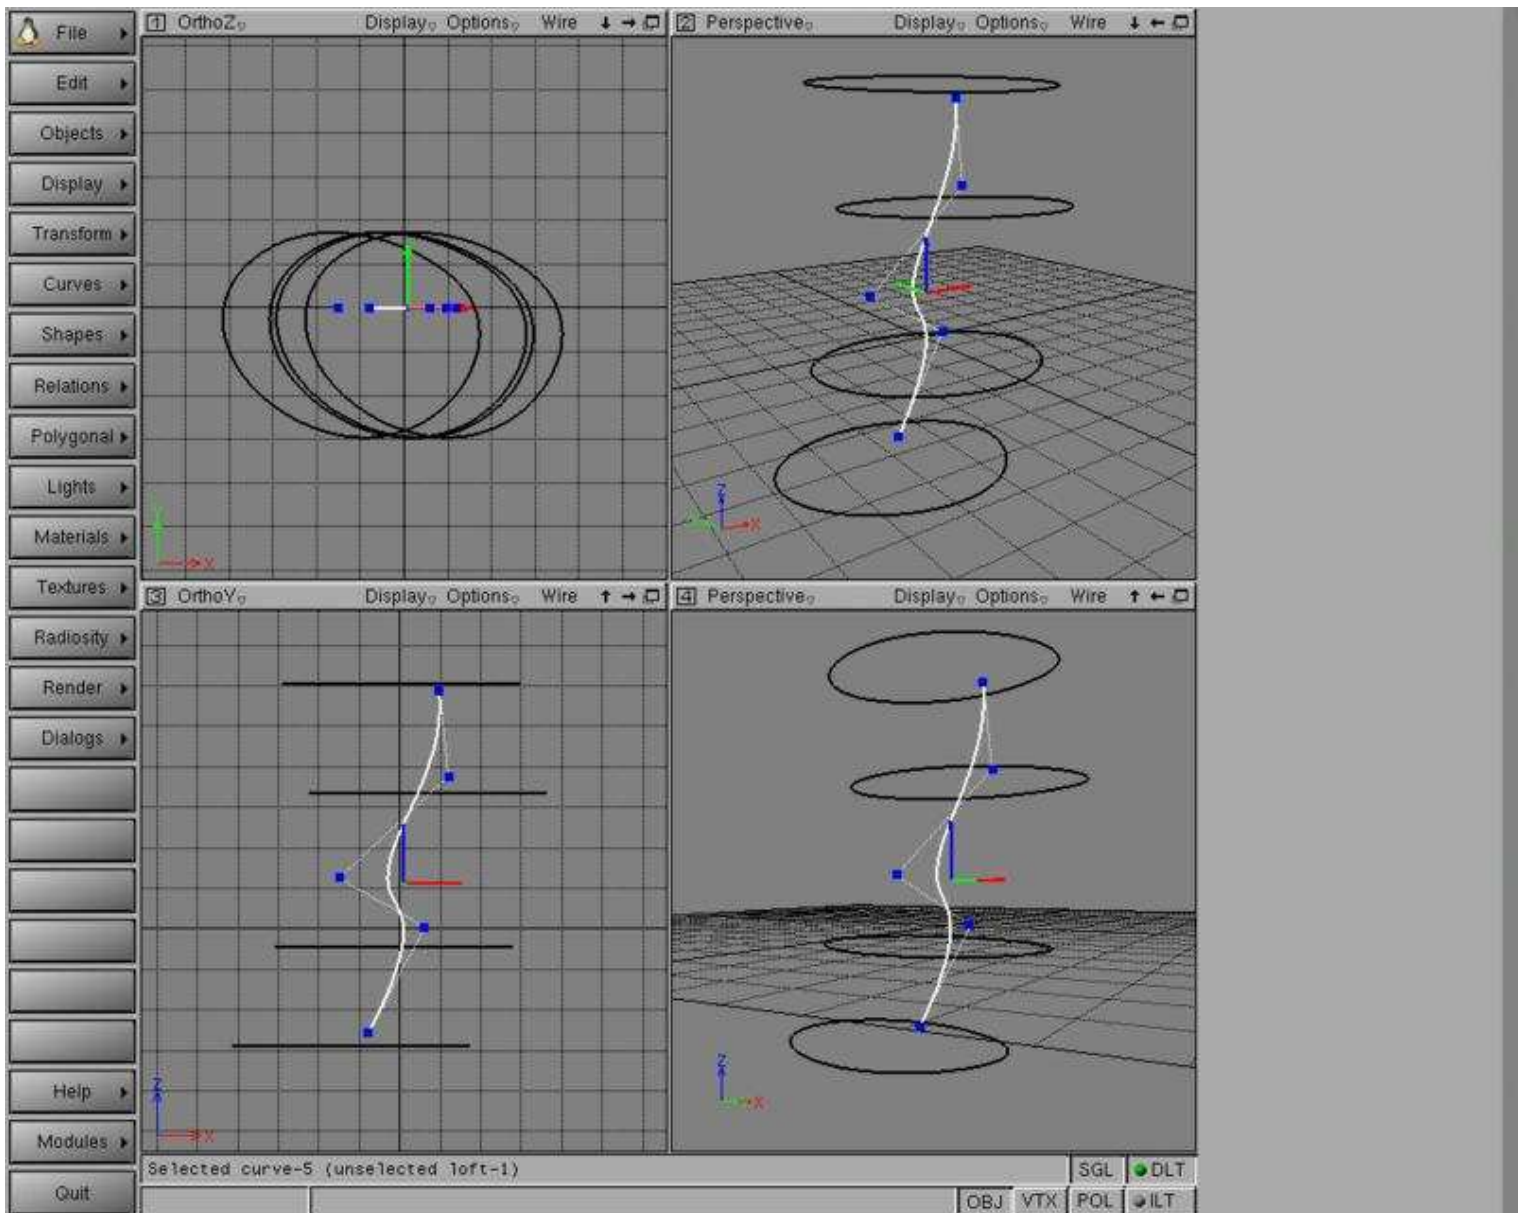 File
Edit
Objects
Display
Transform
Curves
Shapes
Relations
Polygonal
Lights
Materials
Textures
Radiosity
Render
Dialogs
Help
Modules
Quit
1 OrthoZ Display Options Wire
Y
X
2 Perspective Display Options Wire
Z
X
3 OrthoY Display Options Wire
Z
X
4 Perspective Display Options Wire
Z
X
Selected curve-5 (unselected loft-1) SGL DLT
OBJ VTX POL ILT